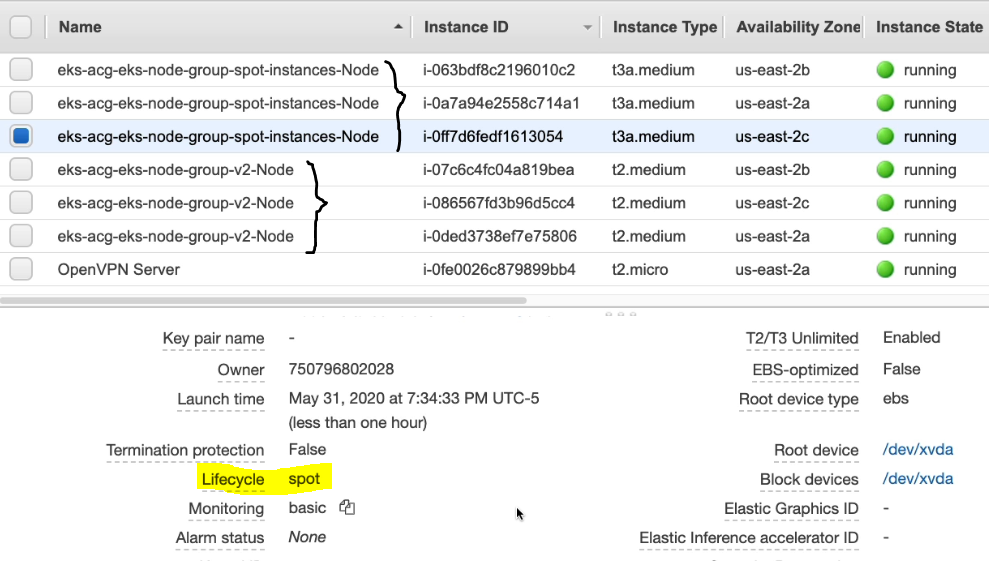 Name Instance ID Instance Type Availability Zone Instance State
eks-acg-eks-node-group-spot-instances-Node i-063bdf8c2196010c2 t3a.medium us-east-2b running
eks-acg-eks-node-group-spot-instances-Node i-0a7a94e2558c714a1 t3a.medium us-east-2a running
eks-acg-eks-node-group-spot-instances-Node i-0ff7d6fedf1613054 t3a.medium us-east-2c running
eks-acg-eks-node-group-v2-Node i-07c6c4fc04a819bea t2.medium us-east-2b running
eks-acg-eks-node-group-v2-Node i-086567fd3b96d5cc4 t2.medium us-east-2c running
eks-acg-eks-node-group-v2-Node i-0ded3738ef7e75806 t2.medium us-east-2a running
OpenVPN Server i-0fe0026c879899bb4 t2.micro us-east-2a running
Key pair name - T2/T3 Unlimited Enabled
Owner 750796802028 EBS-optimized False
Launch time May 31, 2020 at 7:34:33 PM UTC-5 Root device type ebs
(less than one hour)
Termination protection False Root device /dev/xvda
Lifecycle spot Block devices /dev/xvda
Monitoring basic Elastic Graphics ID -
Alarm status None Elastic Inference accelerator ID -